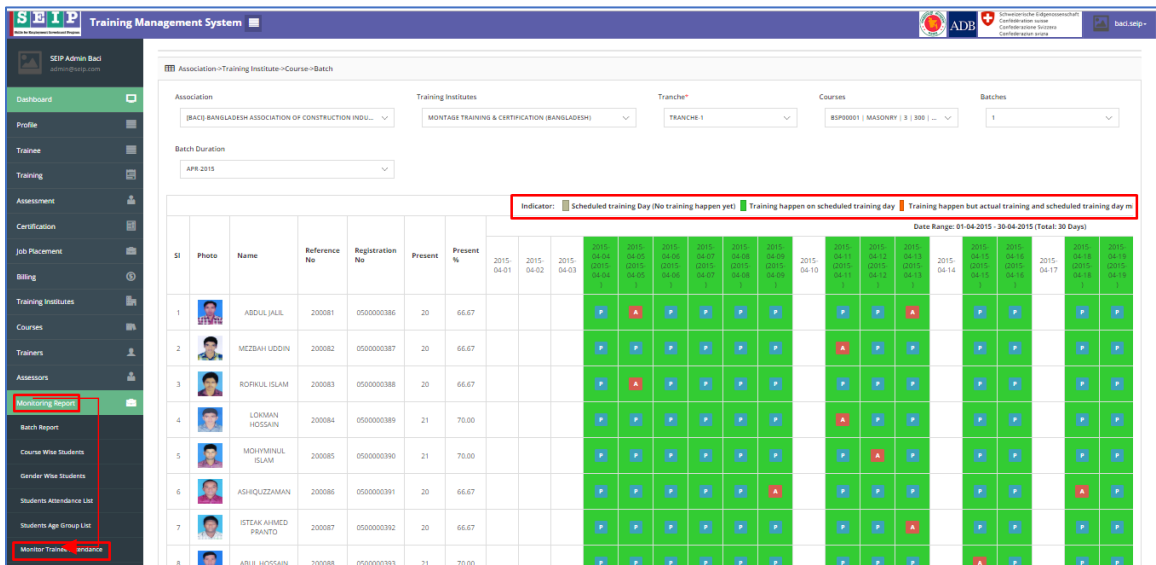 SEIP Training Management System
Skills for Employment Investment Program
ADB
Schweizerische Eidgenossenschaft
Confédération suisse
Confederazione Svizzera
Confederaziun svizra
baci.seip
SEIP Admin Baci
admin@seip.com
Dashboard
Profile
Trainee
Training
Assessment
Certification
Job Placement
Billing
Training Institutes
Courses
Trainers
Assessors
Monitoring Report
Batch Report
Course Wise Students
Gender Wise Students
Students Attendance List
Students Age Group List
Monitor Trainee
Association->Training Institute->Course->Batch
Association Training Institutes Tranche* Courses Batches
[BACI]-BANGLADESH ASSOCIATION OF CONSTRUCTION INDU... MONTAGE TRAINING & CERTIFICATION (BANGLADESH) TRANCHE-1 BSP00001 | MASONRY | 3 | 300 | ... 1
Batch Duration
APR-2015
Indicator: Scheduled training Day (No training happen yet) Training happen on scheduled training day Training happen but actual training and scheduled training day m
Date Range: 01-04-2015 - 30-04-2015 (Total: 30 Days)
Sl Photo Name Reference No Registration No Present Present % 2015-04-01 2015-04-02 2015-04-03 2015-04-04 (2015-04-04) 2015-04-05 (2015-04-05) 2015-04-06 (2015-04-06) 2015-04-07 (2015-04-07) 2015-04-08 (2015-04-08) 2015-04-09 (2015-04-09) 2015-04-10 2015-04-11 (2015-04-11) 2015-04-12 (2015-04-12) 2015-04-13 (2015-04-13) 2015-04-14 2015-04-15 (2015-04-15) 2015-04-16 (2015-04-16) 2015-04-17 2015-04-18 (2015-04-18) 2015-04-19 (2015-04-19)
1 ABDUL JALIL 200081 0500000386 20 66.67 P A P P P P P P A P P P P
2 MEZBAH UDDIN 200082 0500000387 20 66.67 P P P P P P A P P P P P P
3 ROFIKUL ISLAM 200083 0500000388 20 66.67 P A P P P P P P P P P P P
4 LOKMAN HOSSAIN 200084 0500000389 21 70.00 P P P P P P A P P P P P P
5 MOHYMINUL ISLAM 200085 0500000390 21 70.00 P P P P P P P A P P P P P
6 ASHIQUZZAMAN 200086 0500000391 20 66.67 P P P P P A P P P P P A P
7 ISTEAK AHMED PRANTO 200087 0500000392 20 66.67 P P P P P P P P A P P P P
8 ABUL HOSSAIN 200088 0500000393 21 70.00 P P P P P P P P P A P P P